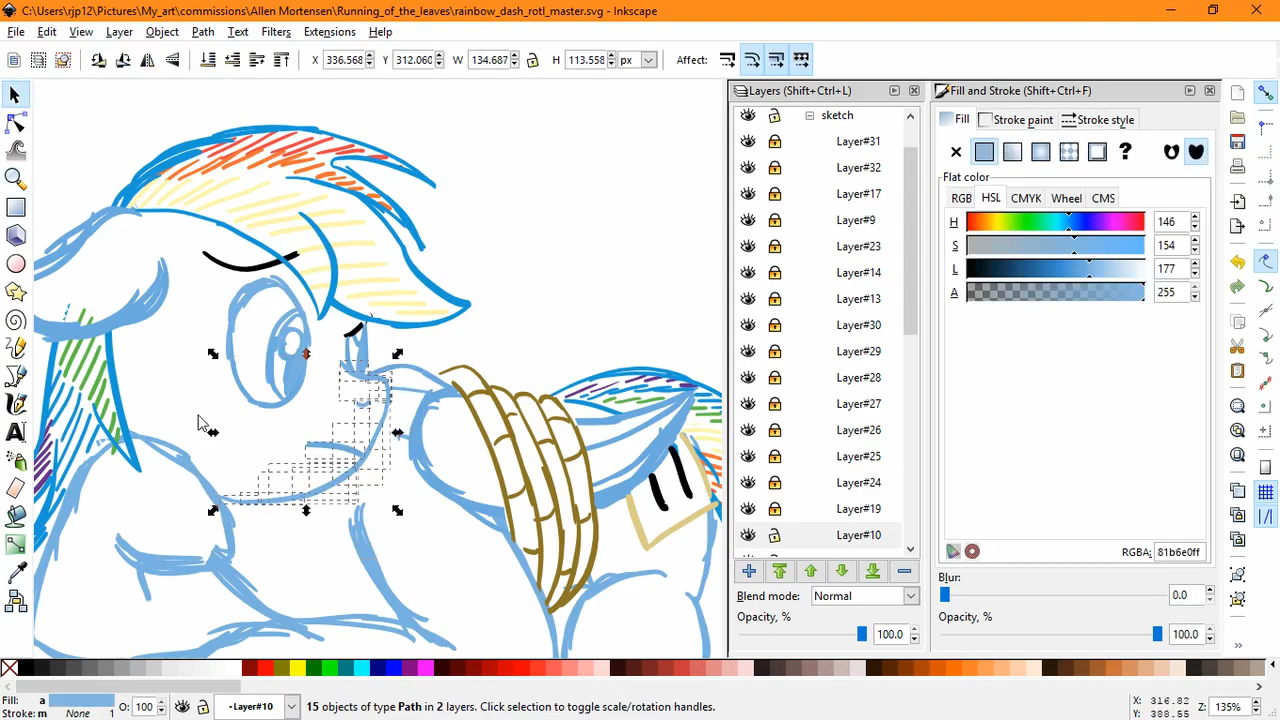 C:\Users\rjp12\Pictures\My_art\commissions\Allen Mortensen\Running_of_the_leaves\rainbow_dash_rotl_master.svg - Inkscape
File Edit View Layer Object Path Text Filters Extensions Help
X 336.568 Y 312.060 W 134.687 H 113.558 px Affect:
Layers (Shift+Ctrl+L)
Fill and Stroke (Shift+Ctrl+F)
sketch
Layer#31
Layer#32
Layer#17
Layer#9
Layer#23
Layer#14
Layer#13
Layer#30
Layer#29
Layer#28
Layer#27
Layer#26
Layer#25
Layer#24
Layer#19
Layer#10
Blend mode: Normal
Opacity, %
100.0
Fill Stroke paint Stroke style
?
Flat color
RGB HSL CMYK Wheel CMS
H 146
S 154
L 177
A 255
RGBA: 81b6e0ff
Blur:
0.0
Opacity, %
100.0
Fill: a
Stroke: m None 1
O: 100
·Layer#10
15 objects of type Path in 2 layers. Click selection to toggle scale/rotation handles.
X: 316.82
Y: 388.55
Z: 135%